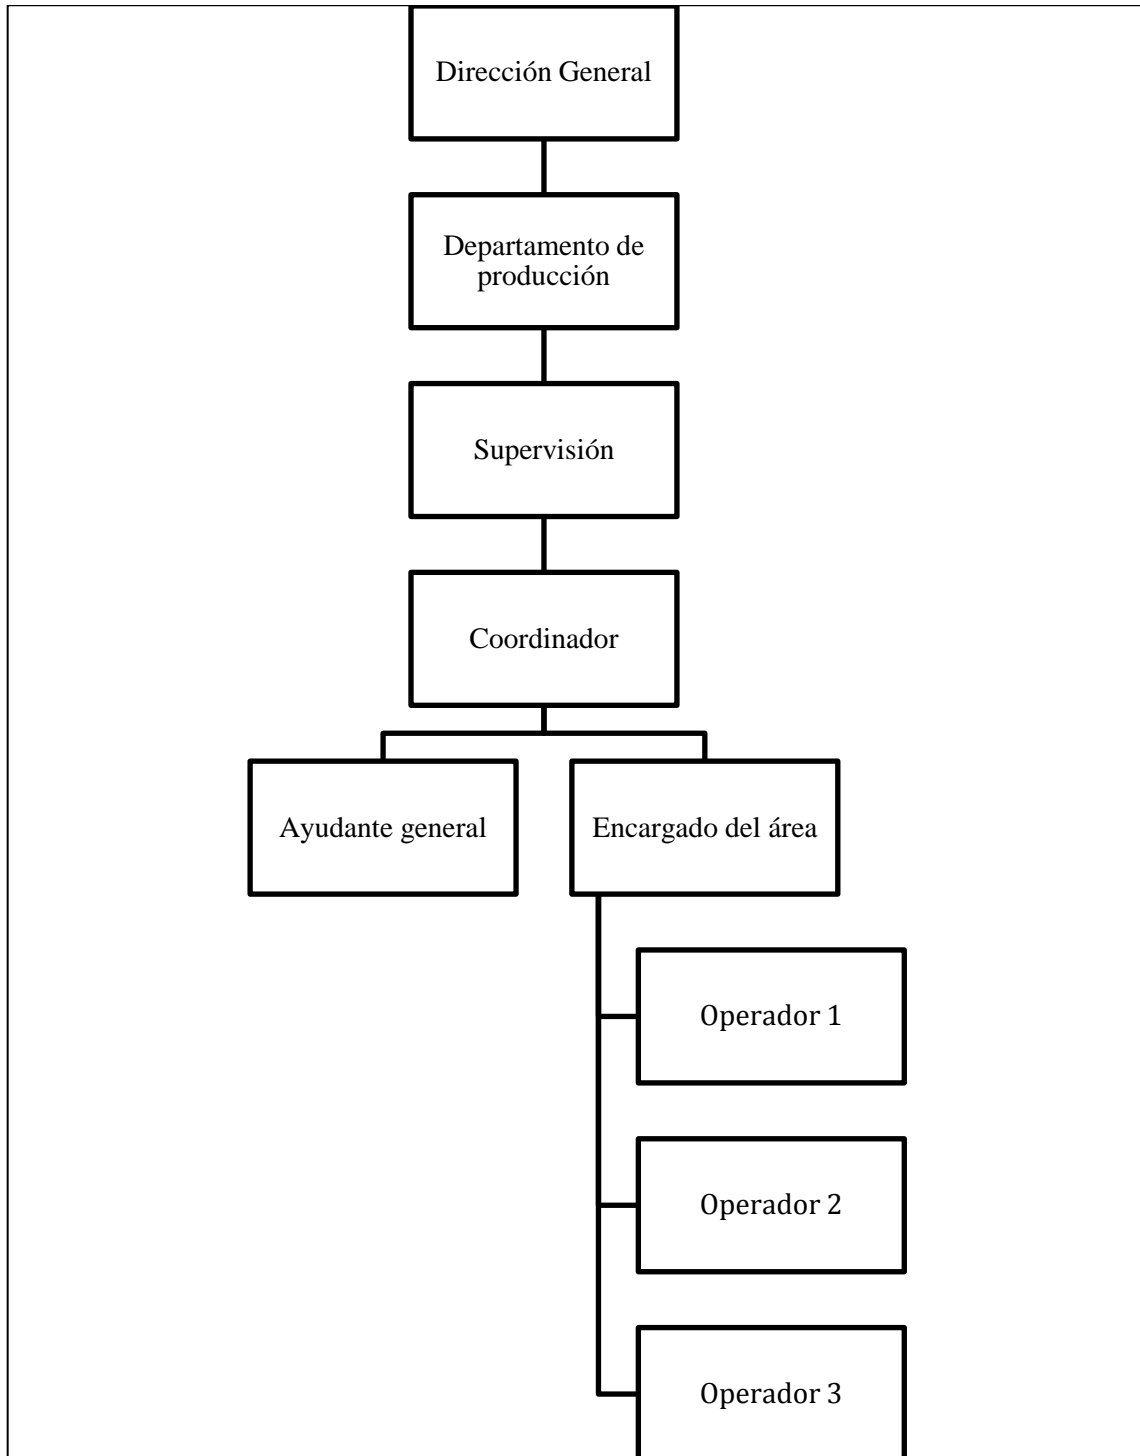 Dirección General
Departamento de
producción
Supervisión
Coordinador
Ayudante general
Encargado del área
Operador 1
Operador 2
Operador 3